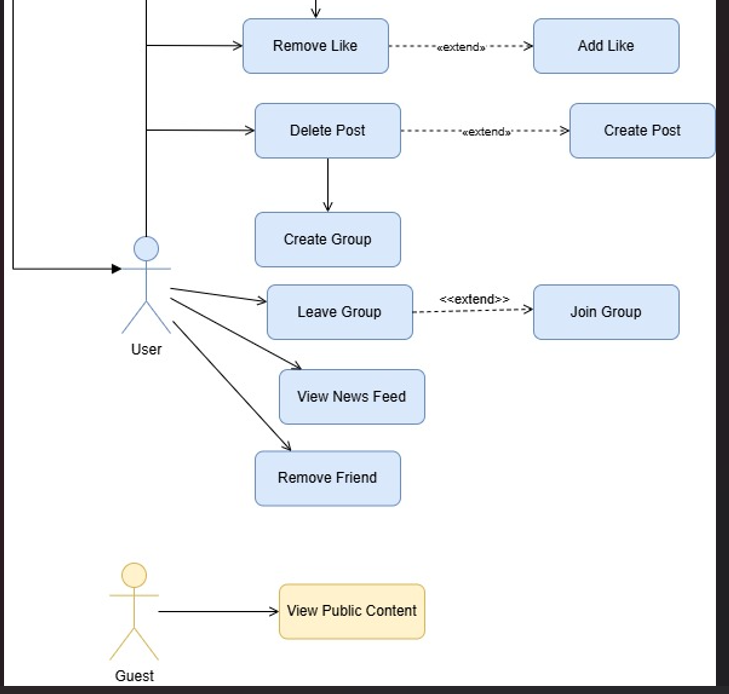 Remove Like
«extend»
Add Like
Delete Post
«extend»
Create Post
Create Group
Leave Group
<<extend>>
Join Group
User
View News Feed
Remove Friend
View Public Content
Guest